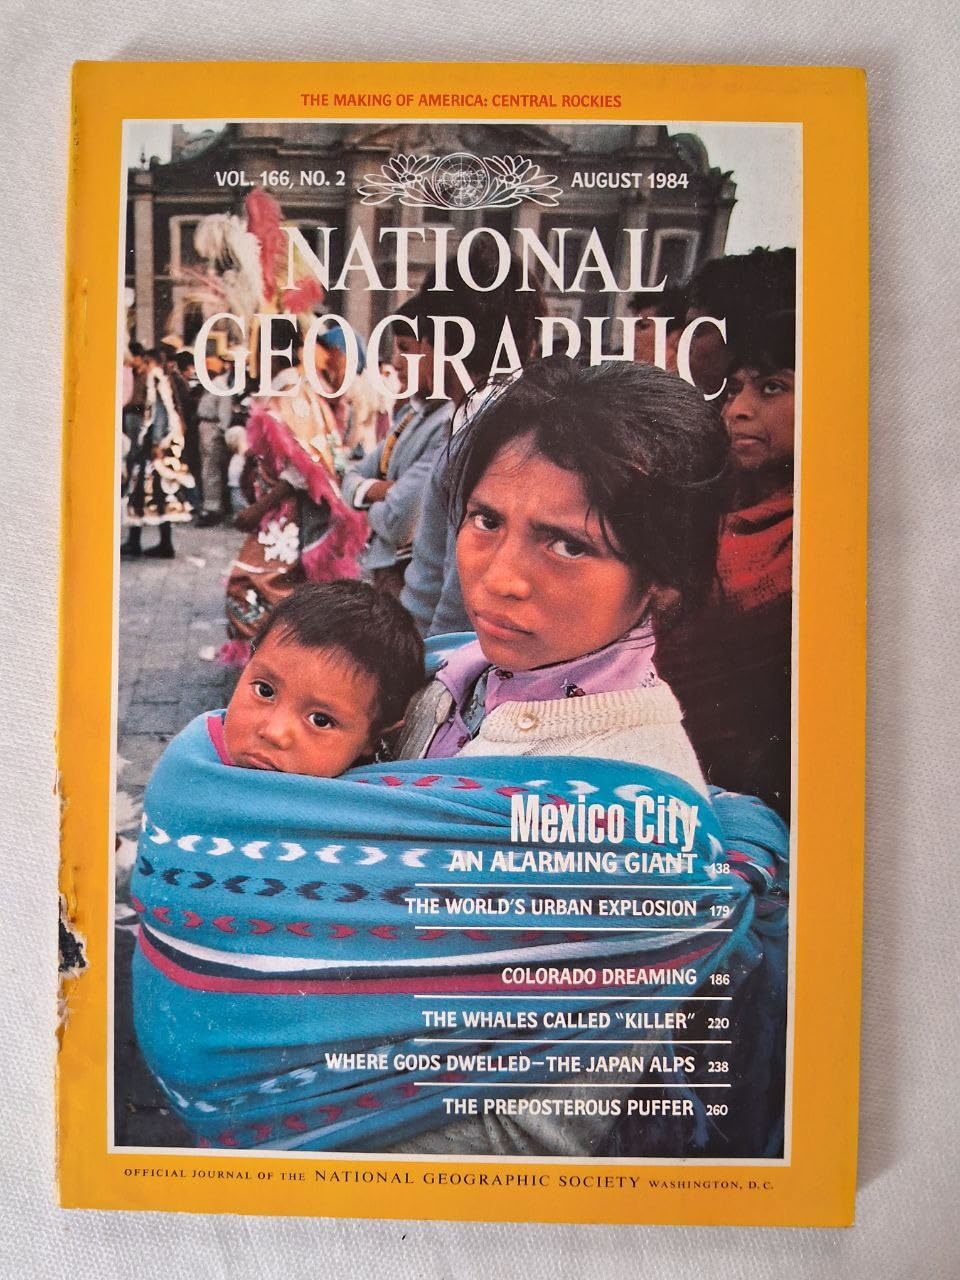 THE MAKING OF AMERICA: CENTRAL ROCKIES
VOL. 166, NO. 2 AUGUST 1984
NATIONAL
GEOGRAPHIC
Mexico City
AN ALARMING GIANT 138
THE WORLD'S URBAN EXPLOSION 179
COLORADO DREAMING 186
THE WHALES CALLED "KILLER" 220
WHERE GODS DWELLED—THE JAPAN ALPS 238
THE PREPOSTEROUS PUFFER 260
OFFICIAL JOURNAL OF THE NATIONAL GEOGRAPHIC SOCIETY WASHINGTON, D.C.